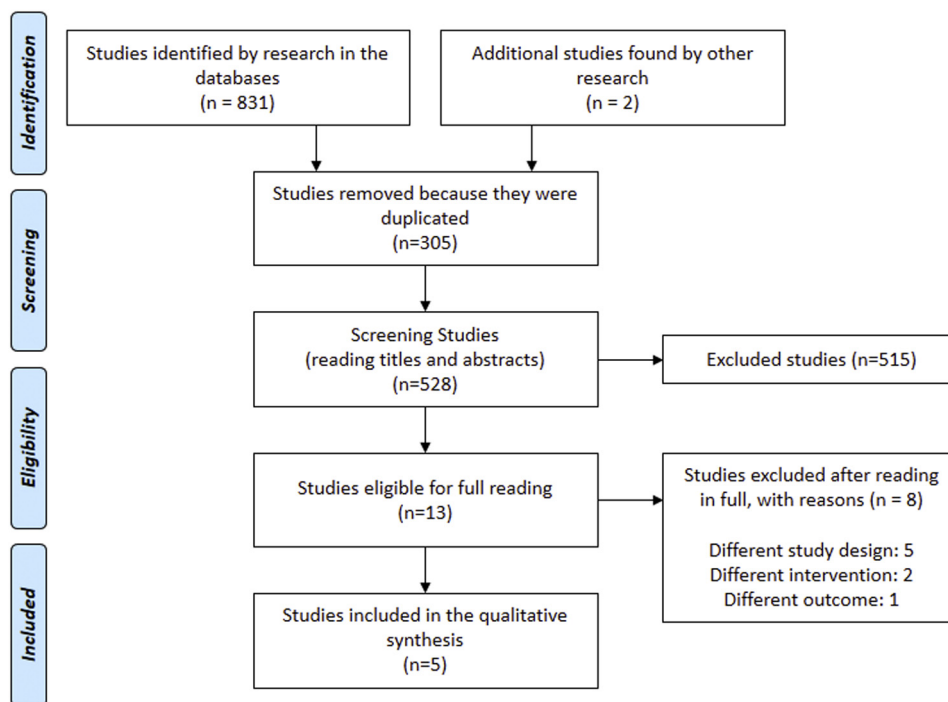 Identification
Studies identified by research in the
databases
(n = 831)
Additional studies found by other
research
(n = 2)
Screening
Studies removed because they were
duplicated
(n=305)
Screening Studies
(reading titles and abstracts)
(n=528)
Excluded studies (n=515)
Eligibility
Studies eligible for full reading
(n=13)
Studies excluded after reading
in full, with reasons (n = 8)
Different study design: 5
Different intervention: 2
Different outcome: 1
Included
Studies included in the qualitative
synthesis
(n=5)